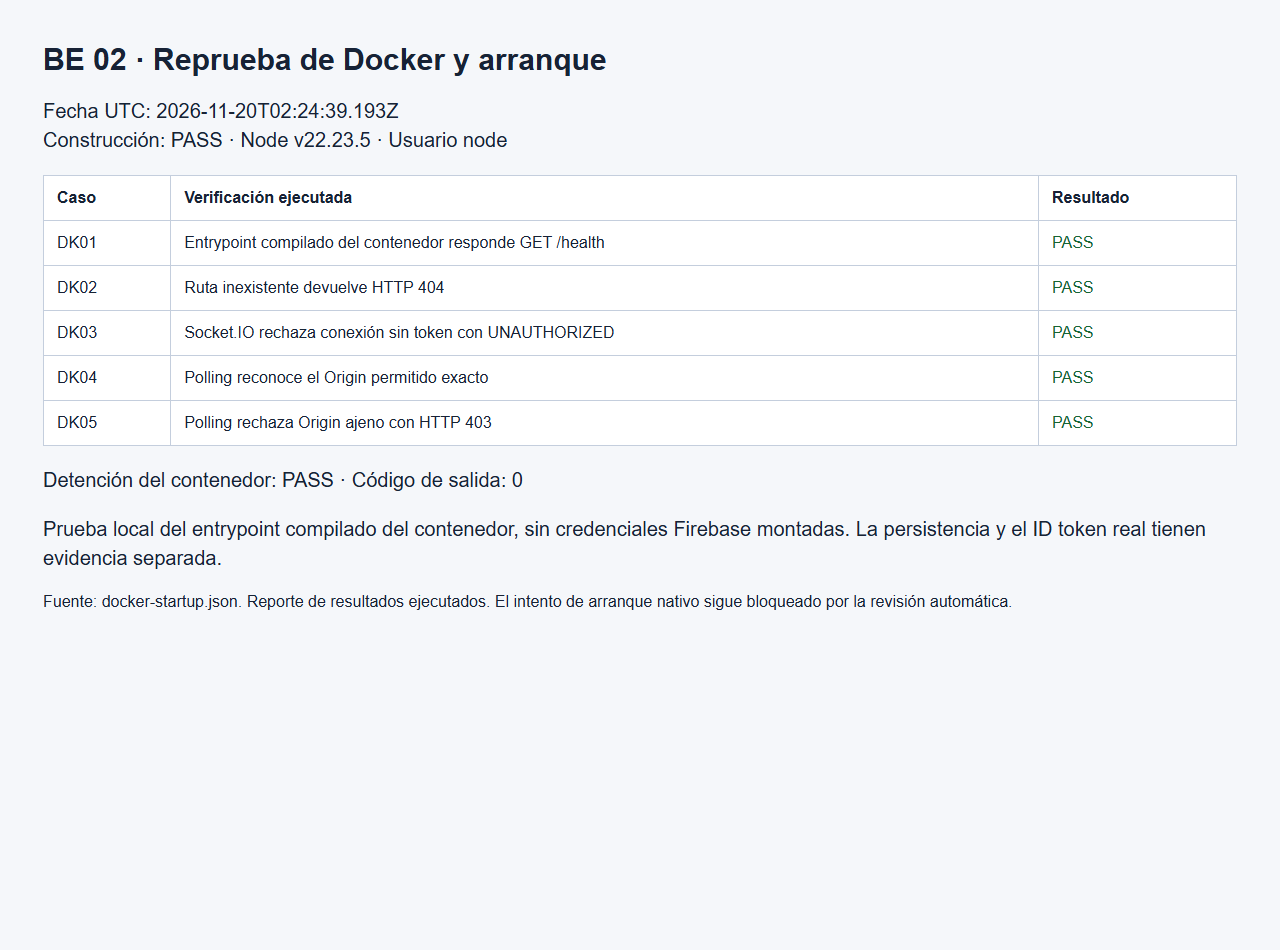 BE 02 · Reprueba de Docker y arranque
Fecha UTC: 2026-11-20T02:24:39.193Z
Construcción: PASS · Node v22.23.5 · Usuario node
Caso Verificación ejecutada Resultado
DK01 Entrypoint compilado del contenedor responde GET /health PASS
DK02 Ruta inexistente devuelve HTTP 404 PASS
DK03 Socket.IO rechaza conexión sin token con UNAUTHORIZED PASS
DK04 Polling reconoce el Origin permitido exacto PASS
DK05 Polling rechaza Origin ajeno con HTTP 403 PASS
Detención del contenedor: PASS · Código de salida: 0
Prueba local del entrypoint compilado del contenedor, sin credenciales Firebase montadas. La persistencia y el ID token real tienen
evidencia separada.
Fuente: docker-startup.json. Reporte de resultados ejecutados. El intento de arranque nativo sigue bloqueado por la revisión automática.